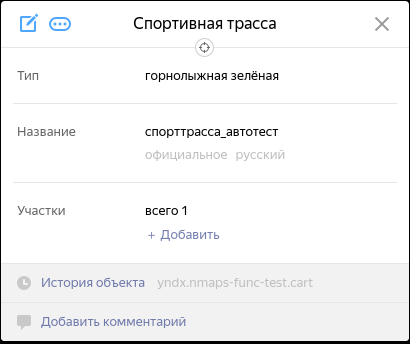 Спортивная трасса
Тип горнолыжная зелёная
Название спорттрасса_автотест
официальное русский
Участки всего 1
+ Добавить
История объекта yndx.nmaps-func-test.cart
Добавить комментарий